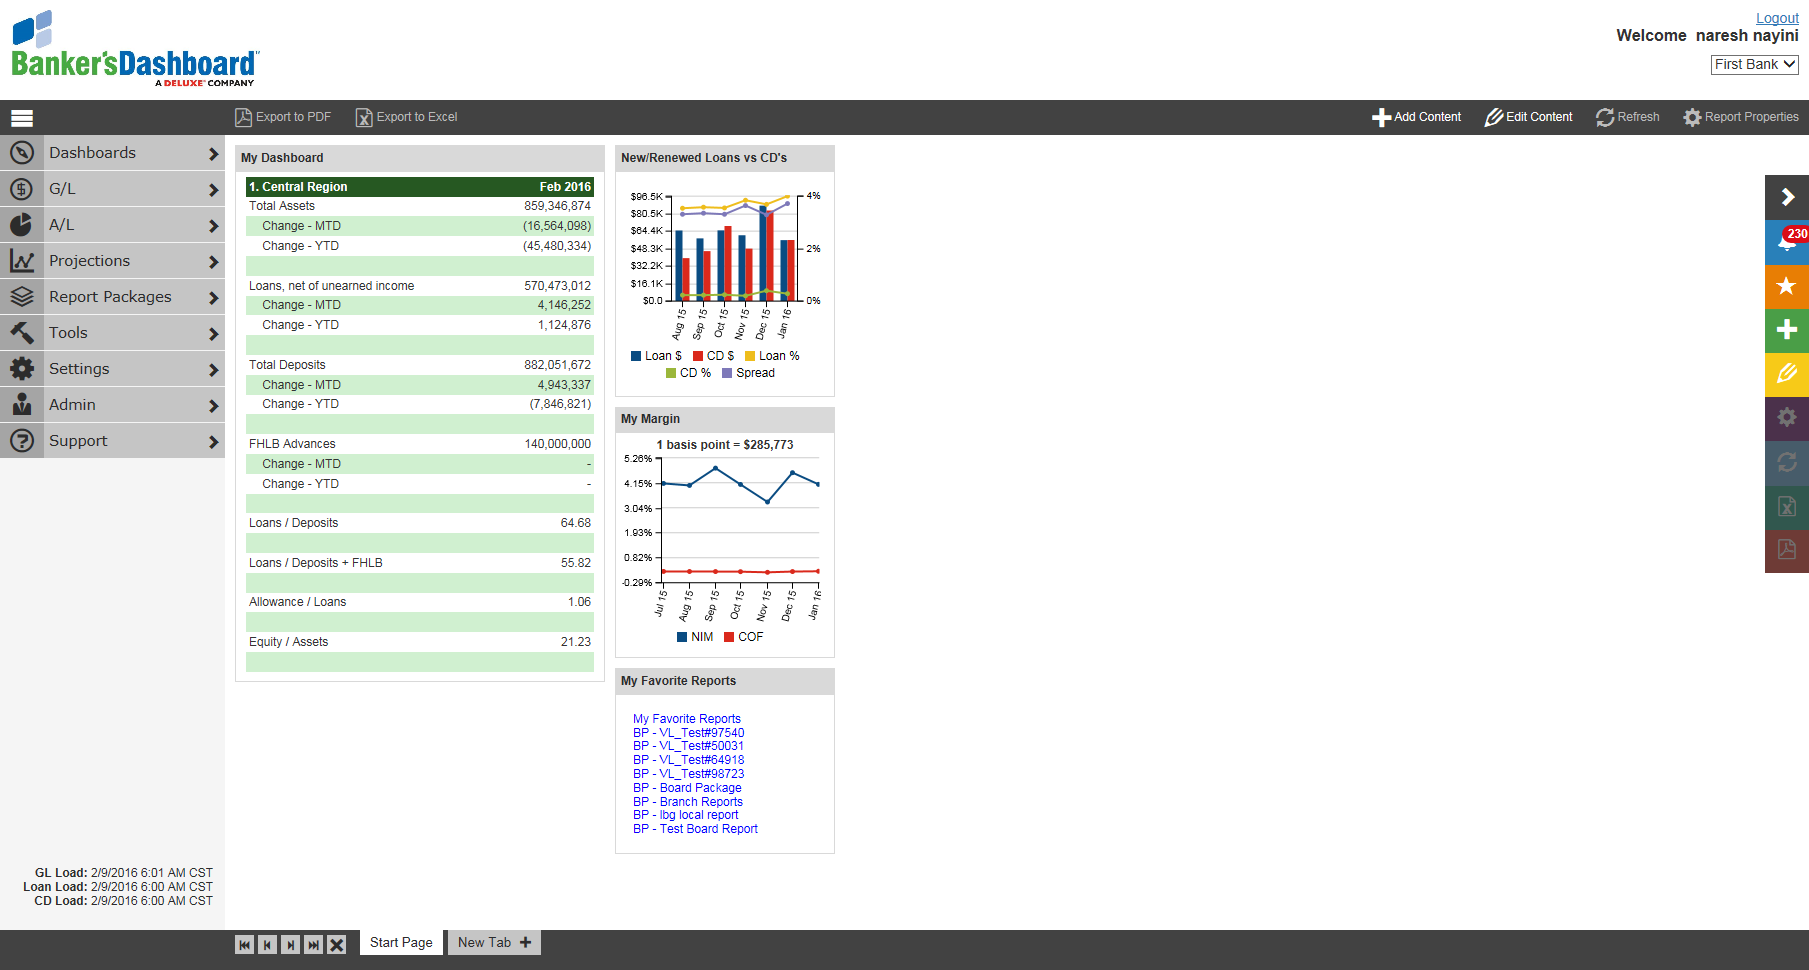 Banker'sDashboard
A DELUXE COMPANY
Logout
Welcome naresh nayini
First Bank
Export to PDF
Export to Excel
Add Content
Edit Content
Refresh
Report Properties
Dashboards
G/L
A/L
Projections
Report Packages
Tools
Settings
Admin
Support
GL Load: 2/9/2016 6:01 AM CST
Loan Load: 2/9/2016 6:00 AM CST
CD Load: 2/9/2016 6:00 AM CST
My Dashboard
1. Central Region Feb 2016
Total Assets 859,346,874
Change - MTD (16,564,098)
Change - YTD (45,480,334)
Loans, net of unearned income 570,473,012
Change - MTD 4,146,252
Change - YTD 1,124,876
Total Deposits 882,051,672
Change - MTD 4,943,337
Change - YTD (7,846,821)
FHLB Advances 140,000,000
Change - MTD -
Change - YTD -
Loans / Deposits 64.68
Loans / Deposits + FHLB 55.82
Allowance / Loans 1.06
Equity / Assets 21.23
New/Renewed Loans vs CD's
$96.5K 4%
$80.5K
$64.4K
$48.3K 2%
$32.2K
$16.1K
$0.0 0%
Aug 15 Sep 15 Oct 15 Nov 15 Dec 15 Jan 16
Loan $ CD $ Loan %
CD % Spread
My Margin
1 basis point = $285,773
5.26%
4.15%
3.04%
1.93%
0.82%
-0.29%
Jul 15 Aug 15 Sep 15 Oct 15 Nov 15 Dec 15 Jan 16
NIM COF
My Favorite Reports
My Favorite Reports
BP - VL_Test#97540
BP - VL_Test#50031
BP - VL_Test#64918
BP - VL_Test#98723
BP - Board Package
BP - Branch Reports
BP - lbg local report
BP - Test Board Report
230
Start Page
New Tab